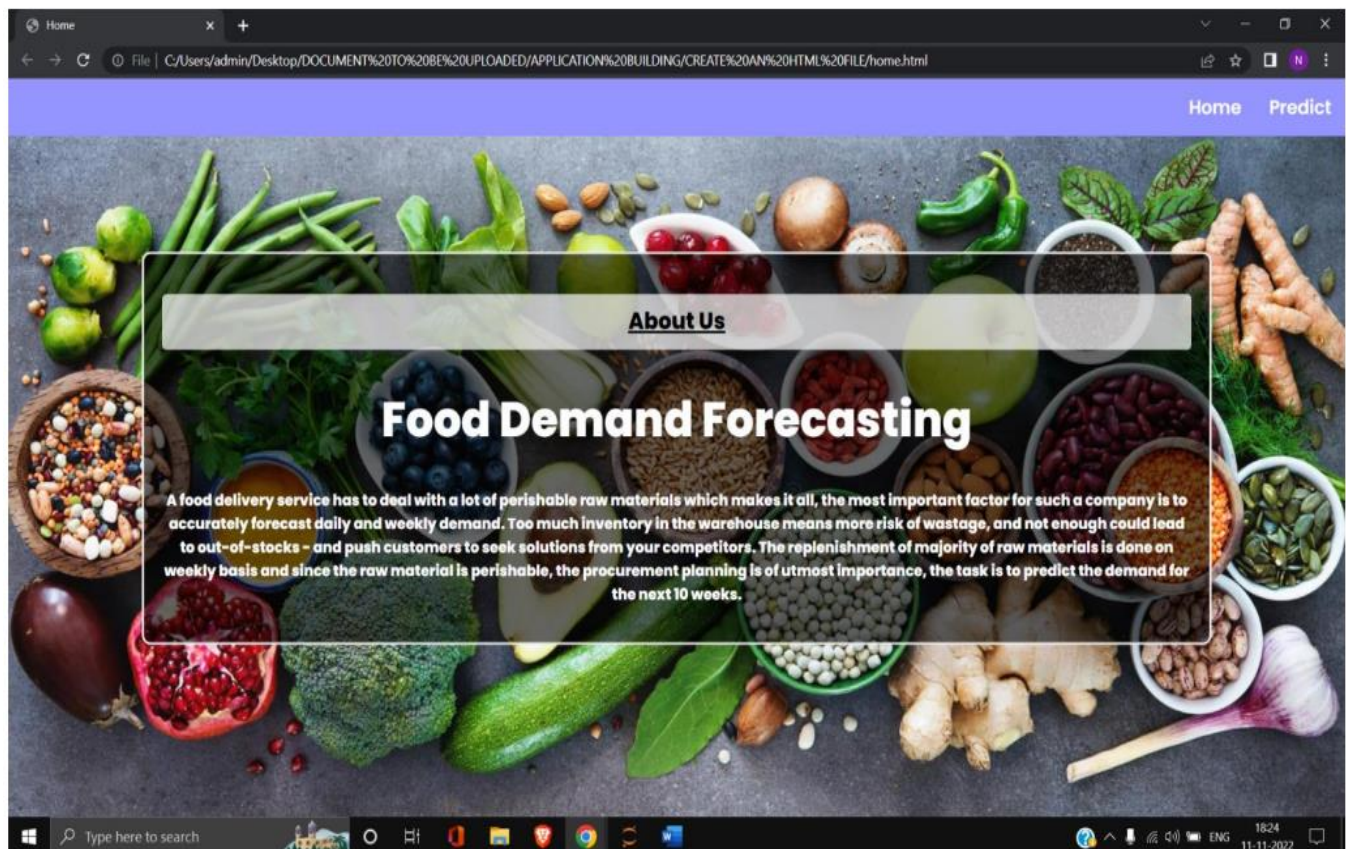 Home
File | C:/Users/admin/Desktop/DOCUMENT%20TO%20BE%20UPLOADED/APPLICATION%20BUILDING/CREATE%20AN%20HTML%20FILE/home.html
N
Home Predict
About Us
Food Demand Forecasting
A food delivery service has to deal with a lot of perishable raw materials which makes it all, the most important factor for such a company is to
accurately forecast daily and weekly demand. Too much inventory in the warehouse means more risk of wastage, and not enough could lead
to out-of-stocks - and push customers to seek solutions from your competitors. The replenishment of majority of raw materials is done on
weekly basis and since the raw material is perishable, the procurement planning is of utmost importance, the task is to predict the demand for
the next 10 weeks.
Type here to search
ENG
18:24
11-11-2022